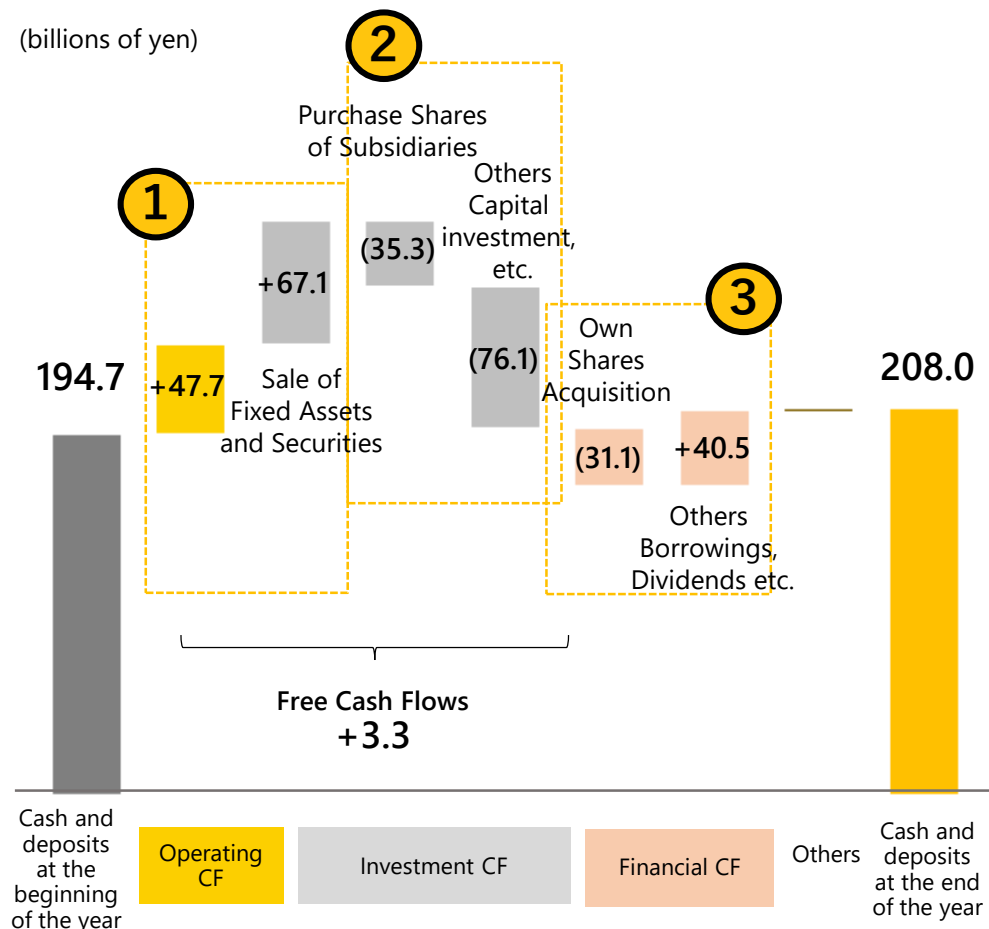 (billions of yen)
2
Purchase Shares
of Subsidiaries
1
Others
Capital
investment,
etc.
(35.3)
+67.1
3
Own
Shares
Acquisition
194.7
+47.7
(76.1)
208.0
Sale of
Fixed Assets
and Securities
(31.1)
+40.5
Others
Borrowings,
Dividends etc.
Free Cash Flows
+3.3
Cash and
deposits
at the
beginning
of the year
Operating
CF
Investment CF
Financial CF
Others
Cash and
deposits
at the end
of the year